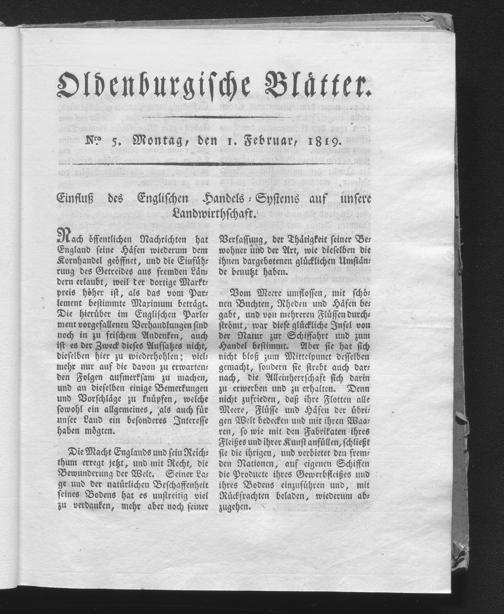 Oldenburgische Blätter.
Nro 5. Montag, den 1. Februar, 1819.
Einfluß des Englischen Handels-Systems auf unsere
Landwirthschaft.
Nach öffentlichen Nachrichten hat
England seine Häfen wiederum dem
Kornhandel geöffnet, und die Einfüh-
rung des Getreides aus fremden Län-
dern erlaubt, weil der dortige Markt-
preis höher ist, als das vom Par-
lement bestimmte Maximum beträgt.
Die hierüber im Englischen Parle-
ment vorgefallenen Verhandlungen sind
noch in zu frischem Andenken, auch
ist es der Zweck dieses Aufsatzes nicht,
dieselben hier zu wiederhohlen; viel-
mehr nur auf die davon zu erwarten-
den Folgen aufmerksam zu machen,
und an dieselben einige Bemerkungen
und Vorschläge zu knüpfen, welche
sowohl ein allgemeines, als auch für
unser Land ein besonderes Interesse
haben mögten.
Die Macht Englands und sein Reich-
thum erregt jetzt, und mit Recht, die
Bewunderung der Welt. Seiner La-
ge und der natürlichen Beschaffenheit
seines Bodens hat es unstreitig viel
zu verdanken, mehr aber noch seiner
Verfassung, der Thätigkeit seiner Be-
wohner und der Art, wie dieselben die
ihnen dargebotenen glücklichen Umstän-
de benutzt haben.
Vom Meere umflossen, mit schö-
nen Buchten, Rheden und Häfen be-
gabt, und von mehreren Flüssen durch-
strömt, war diese glückliche Insel von
der Natur zur Schiffahrt und zum
Handel bestimmt. Aber sie hat sich
nicht bloß zum Mittelpunct desselben
gemacht, sondern sie strebt auch dar-
nach, die Alleinherrschaft sich darin
zu erwerben und zu erhalten. Denn
nicht zufrieden, daß ihre Flotten alle
Meere, Flüsse und Häfen der übri-
gen Welt bedecken und mit ihren Waa-
ren, so wie mit den Fabrikaten ihres
Fleißes und ihrer Kunst anfüllen, schließt
sie die ihrigen, und verbietet den frem-
den Nationen, auf eigenen Schiffen
die Producte ihres Gewerbfleißes und
ihres Bodens einzuführen und, mit
Rückfrachten beladen, wiederum ab-
zugehen.